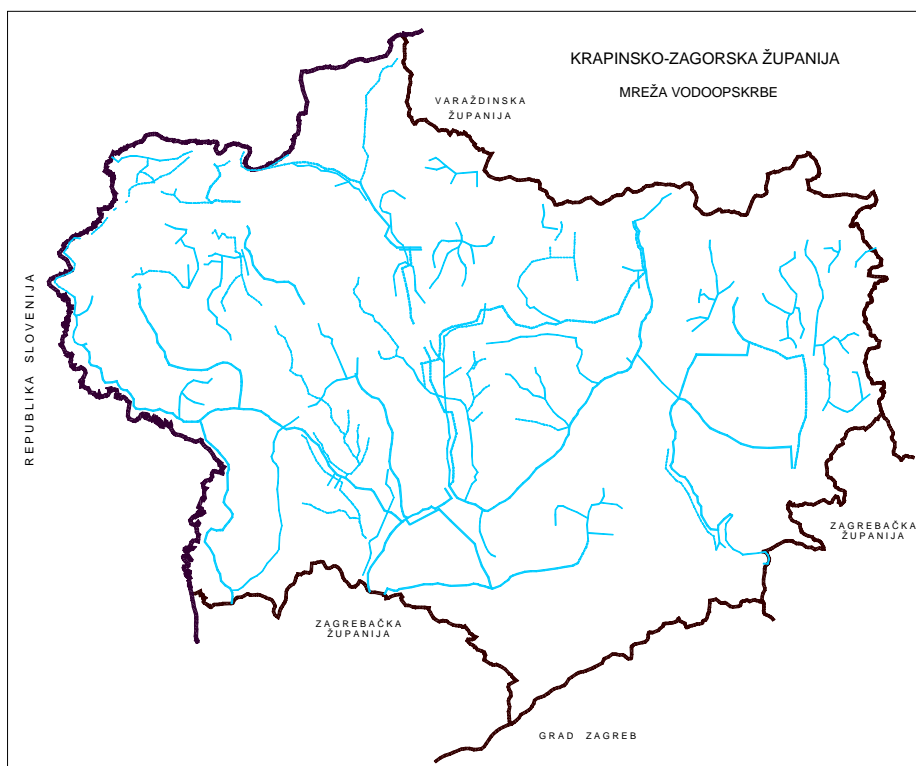 KRAPINSKO-ZAGORSKA ŽUPANIJA
MREŽA VODOOPSKRBE
VARAŽDINSKA
ŽUPANIJA
REPUBLIKA SLOVENIJA
ZAGREBAČKA
ŽUPANIJA
ZAGREBAČKA
ŽUPANIJA
GRAD ZAGREB